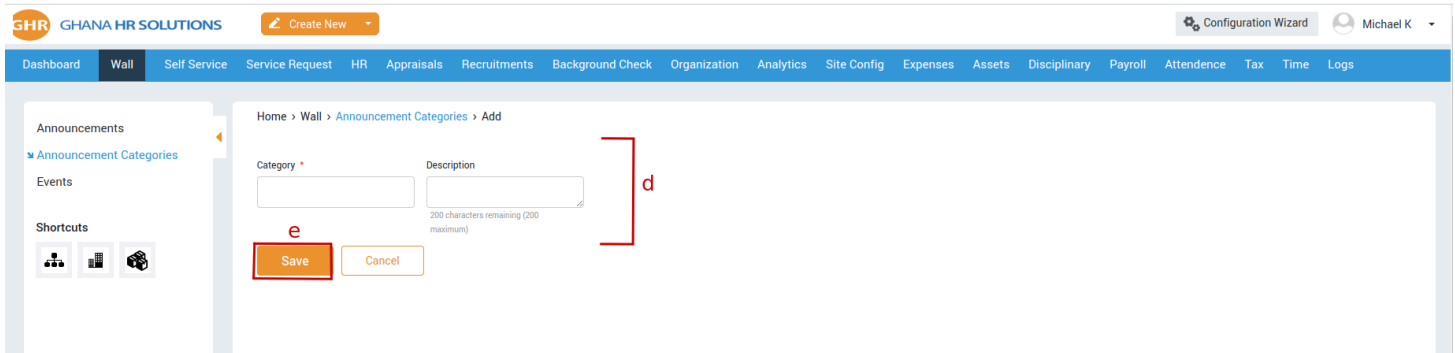 GHR GHANA HR SOLUTIONS Create New Configuration Wizard Michael K
Dashboard Wall Self Service Service Request HR Appraisals Recruitments Background Check Organization Analytics Site Config Expenses Assets Disciplinary Payroll Attendence Tax Time Logs
Announcements
Announcement Categories
Events
Shortcuts
Home › Wall › Announcement Categories › Add
Category * Description
200 characters remaining (200
maximum)
d
e
Save Cancel